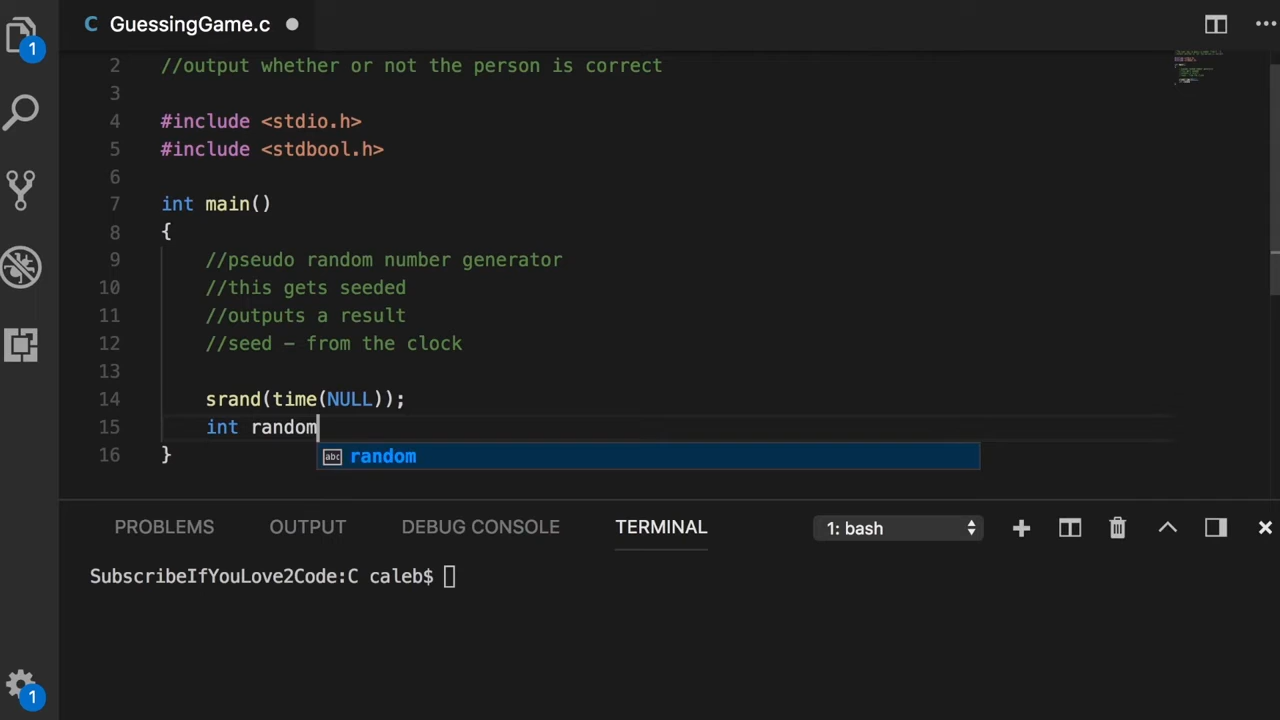 C GuessingGame.c
1
2 //output whether or not the person is correct
3
4 #include <stdio.h>
5 #include <stdbool.h>
6
7 int main()
8 {
9 //pseudo random number generator
10 //this gets seeded
11 //outputs a result
12 //seed - from the clock
13
14 srand(time(NULL));
15 int random
abc random
16 }
PROBLEMS OUTPUT DEBUG CONSOLE TERMINAL 1: bash
SubscribeIfYouLove2Code:C caleb$
1